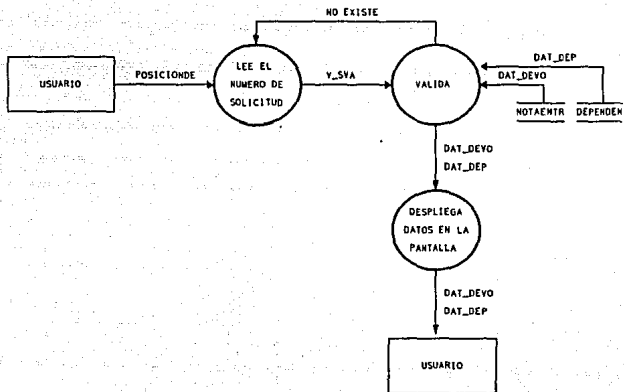 NO EXISTE
USUARIO
POSICIONDE
LEE EL
NUMERO DE
SOLICITUD
V_SVA
VALIDA
DAT_DEP
DAT_DEVO
NOTAENTR
DEPENDEN
DAT_DEVO
DAT_DEP
DESPLIEGA
DATOS EN LA
PANTALLA
DAT_DEVO
DAT_DEP
USUARIO